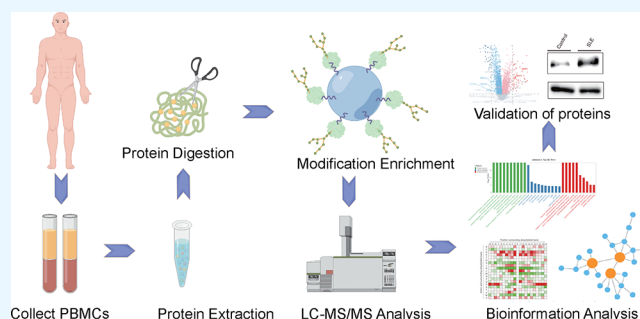 Control
SLE
Validation of proteins
Protein Digestion
Modification Enrichment
Collect PBMCs
Protein Extraction
LC-MS/MS Analysis
Bioinformation Analysis